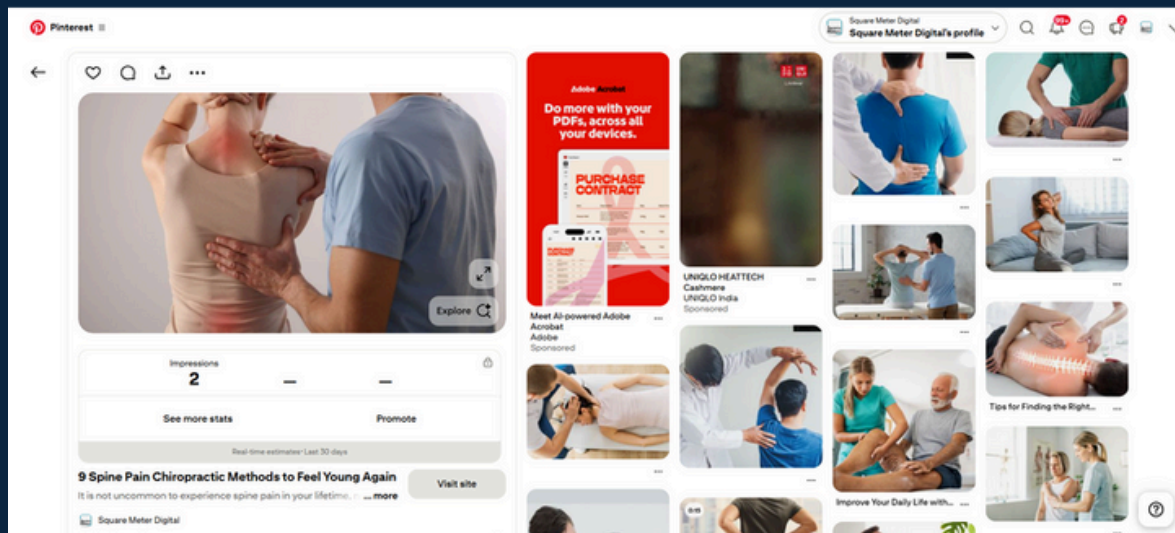 Pinterest
Square Meter Digital
Square Meter Digital's profile
99+
2
Adobe Acrobat
Do more with your
PDFs, across all
your devices.
PURCHASE
CONTRACT
Explore
Meet AI-powered Adobe
Acrobat
Adobe
Sponsored
UNIQLO HEATTECH
Cashmere
UNIQLO India
Sponsored
Impressions
2
See more stats
Promote
Real-time estimates · Last 30 days
9 Spine Pain Chiropractic Methods to Feel Young Again
It is not uncommon to experience spine pain in your lifetime,
... more
Visit site
Square Meter Digital
Tips for Finding the Right...
Improve Your Daily Life with...
0:15